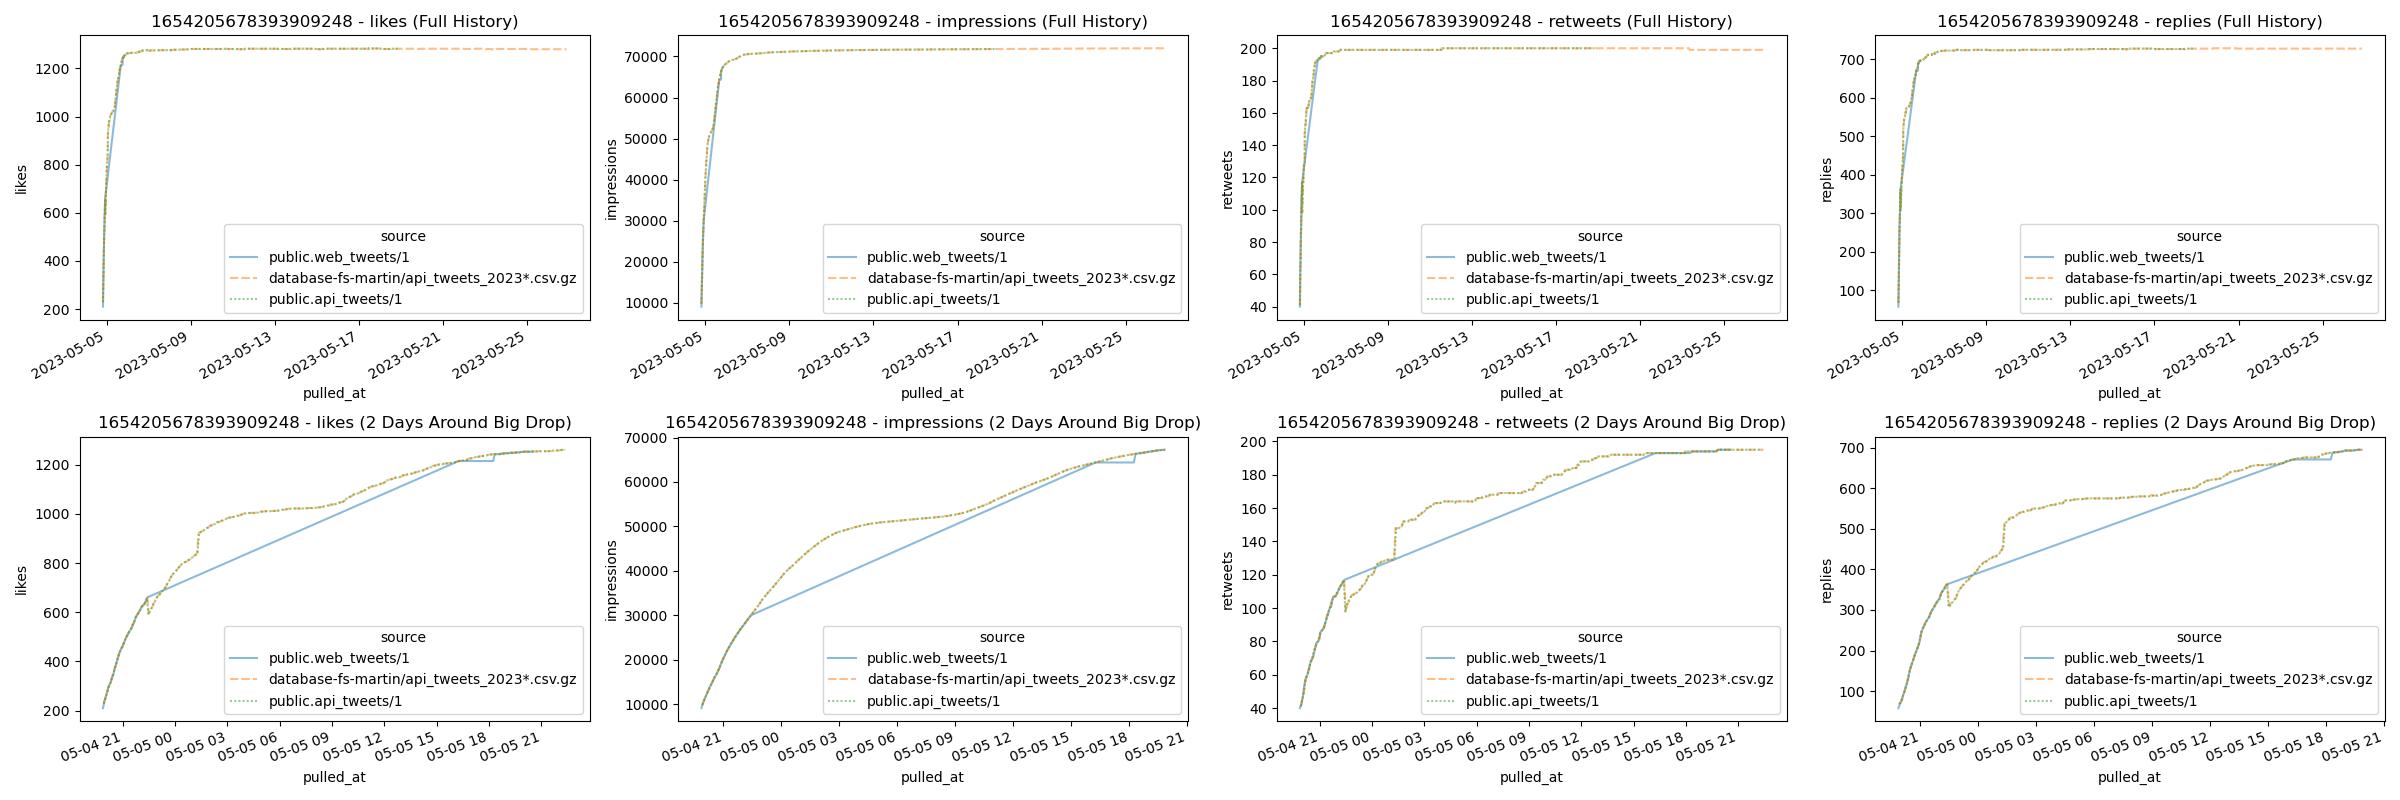 1654205678393909248 - likes (Full History)
likes
1200
1000
800
600
400
200
source
public.web_tweets/1
database-fs-martin/api_tweets_2023*.csv.gz
public.api_tweets/1
2023-05-05
2023-05-09
2023-05-13
2023-05-17
2023-05-21
2023-05-25
pulled_at
1654205678393909248 - impressions (Full History)
impressions
70000
60000
50000
40000
30000
20000
10000
source
public.web_tweets/1
database-fs-martin/api_tweets_2023*.csv.gz
public.api_tweets/1
2023-05-05
2023-05-09
2023-05-13
2023-05-17
2023-05-21
2023-05-25
pulled_at
1654205678393909248 - retweets (Full History)
retweets
200
180
160
140
120
100
80
60
40
source
public.web_tweets/1
database-fs-martin/api_tweets_2023*.csv.gz
public.api_tweets/1
2023-05-05
2023-05-09
2023-05-13
2023-05-17
2023-05-21
2023-05-25
pulled_at
1654205678393909248 - replies (Full History)
replies
700
600
500
400
300
200
100
source
public.web_tweets/1
database-fs-martin/api_tweets_2023*.csv.gz
public.api_tweets/1
2023-05-05
2023-05-09
2023-05-13
2023-05-17
2023-05-21
2023-05-25
pulled_at
1654205678393909248 - likes (2 Days Around Big Drop)
likes
1200
1000
800
600
400
200
source
public.web_tweets/1
database-fs-martin/api_tweets_2023*.csv.gz
public.api_tweets/1
05-04 21
05-05 00
05-05 03
05-05 06
05-05 09
05-05 12
05-05 15
05-05 18
05-05 21
pulled_at
1654205678393909248 - impressions (2 Days Around Big Drop)
impressions
70000
60000
50000
40000
30000
20000
10000
source
public.web_tweets/1
database-fs-martin/api_tweets_2023*.csv.gz
public.api_tweets/1
05-04 21
05-05 00
05-05 03
05-05 06
05-05 09
05-05 12
05-05 15
05-05 18
05-05 21
pulled_at
1654205678393909248 - retweets (2 Days Around Big Drop)
retweets
200
180
160
140
120
100
80
60
40
source
public.web_tweets/1
database-fs-martin/api_tweets_2023*.csv.gz
public.api_tweets/1
05-04 21
05-05 00
05-05 03
05-05 06
05-05 09
05-05 12
05-05 15
05-05 18
05-05 21
pulled_at
1654205678393909248 - replies (2 Days Around Big Drop)
replies
700
600
500
400
300
200
100
source
public.web_tweets/1
database-fs-martin/api_tweets_2023*.csv.gz
public.api_tweets/1
05-04 21
05-05 00
05-05 03
05-05 06
05-05 09
05-05 12
05-05 15
05-05 18
05-05 21
pulled_at